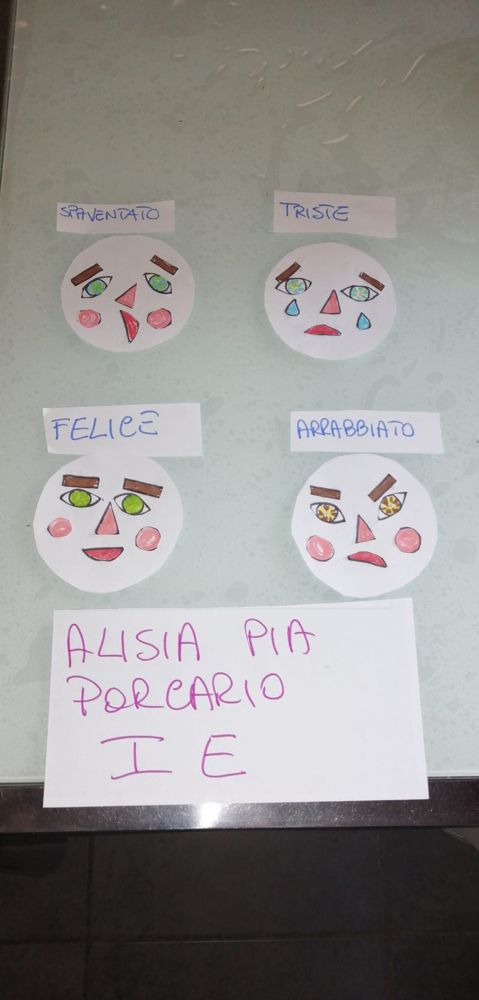 SPAVENTATO
TRISTE
FELICE
ARRABBIATO
ALISIA PIA
PORCARIO
I E